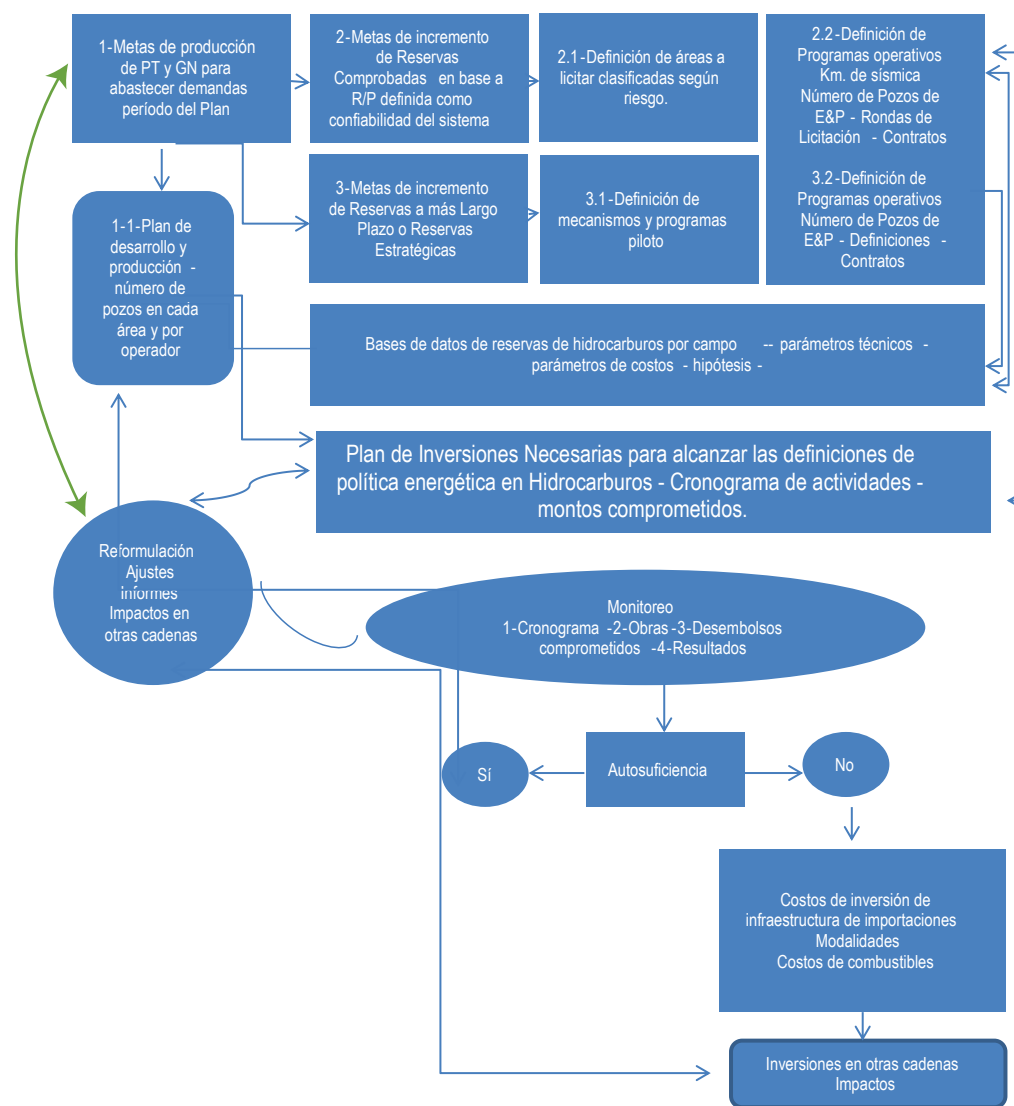 1-Metas de producción
de PT y GN para
abastecer demandas
período del Plan
2-Metas de incremento
de Reservas
Comprobadas en base a
R/P definida como
confiabilidad del sistema
2.1-Definición de áreas a
licitar clasificadas según
riesgo.
2.2-Definición de
Programas operativos
Km. de sísmica
Número de Pozos de
E&P - Rondas de
Licitación - Contratos
3.2-Definición de
Programas operativos
Número de Pozos de
E&P - Definiciones -
Contratos
3-Metas de incremento
de Reservas a más Largo
Plazo o Reservas
Estratégicas
3.1-Definición de
mecanismos y programas
piloto
1-1-Plan de
desarrollo y
producción -
número de
pozos en cada
área y por
operador
Bases de datos de reservas de hidrocarburos por campo -- parámetros técnicos -
parámetros de costos - hipótesis -
Plan de Inversiones Necesarias para alcanzar las definiciones de
política energética en Hidrocarburos - Cronograma de actividades -
montos comprometidos.
Reformulación
Ajustes
Informes
Impactos en
otras cadenas
Monitoreo
1-Cronograma -2-Obras -3-Desembolsos
comprometidos -4-Resultados
Sí
Autosuficiencia
No
Costos de inversión de
infraestructura de importaciones
Modalidades
Costos de combustibles
Inversiones en otras cadenas
Impactos